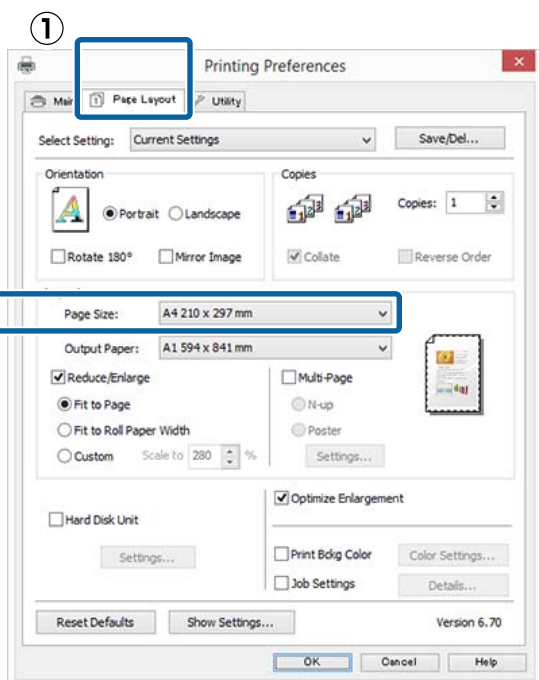 ①
Printing Preferences
Main Page Layout Utility
Select Setting: Current Settings Save/Del...
Orientation Copies
Portrait Landscape Copies: 1
Rotate 180° Mirror Image Collate Reverse Order
Page Size: A4 210 x 297 mm
Output Paper: A1 594 x 841 mm
Reduce/Enlarge Multi-Page
Fit to Page N-up
Fit to Roll Paper Width Poster
Custom Scale to 280 % Settings...
Optimize Enlargement
Hard Disk Unit
Settings... Print Bckg Color Color Settings...
Job Settings Details...
Reset Defaults Show Settings... Version 6.70
OK Cancel Help